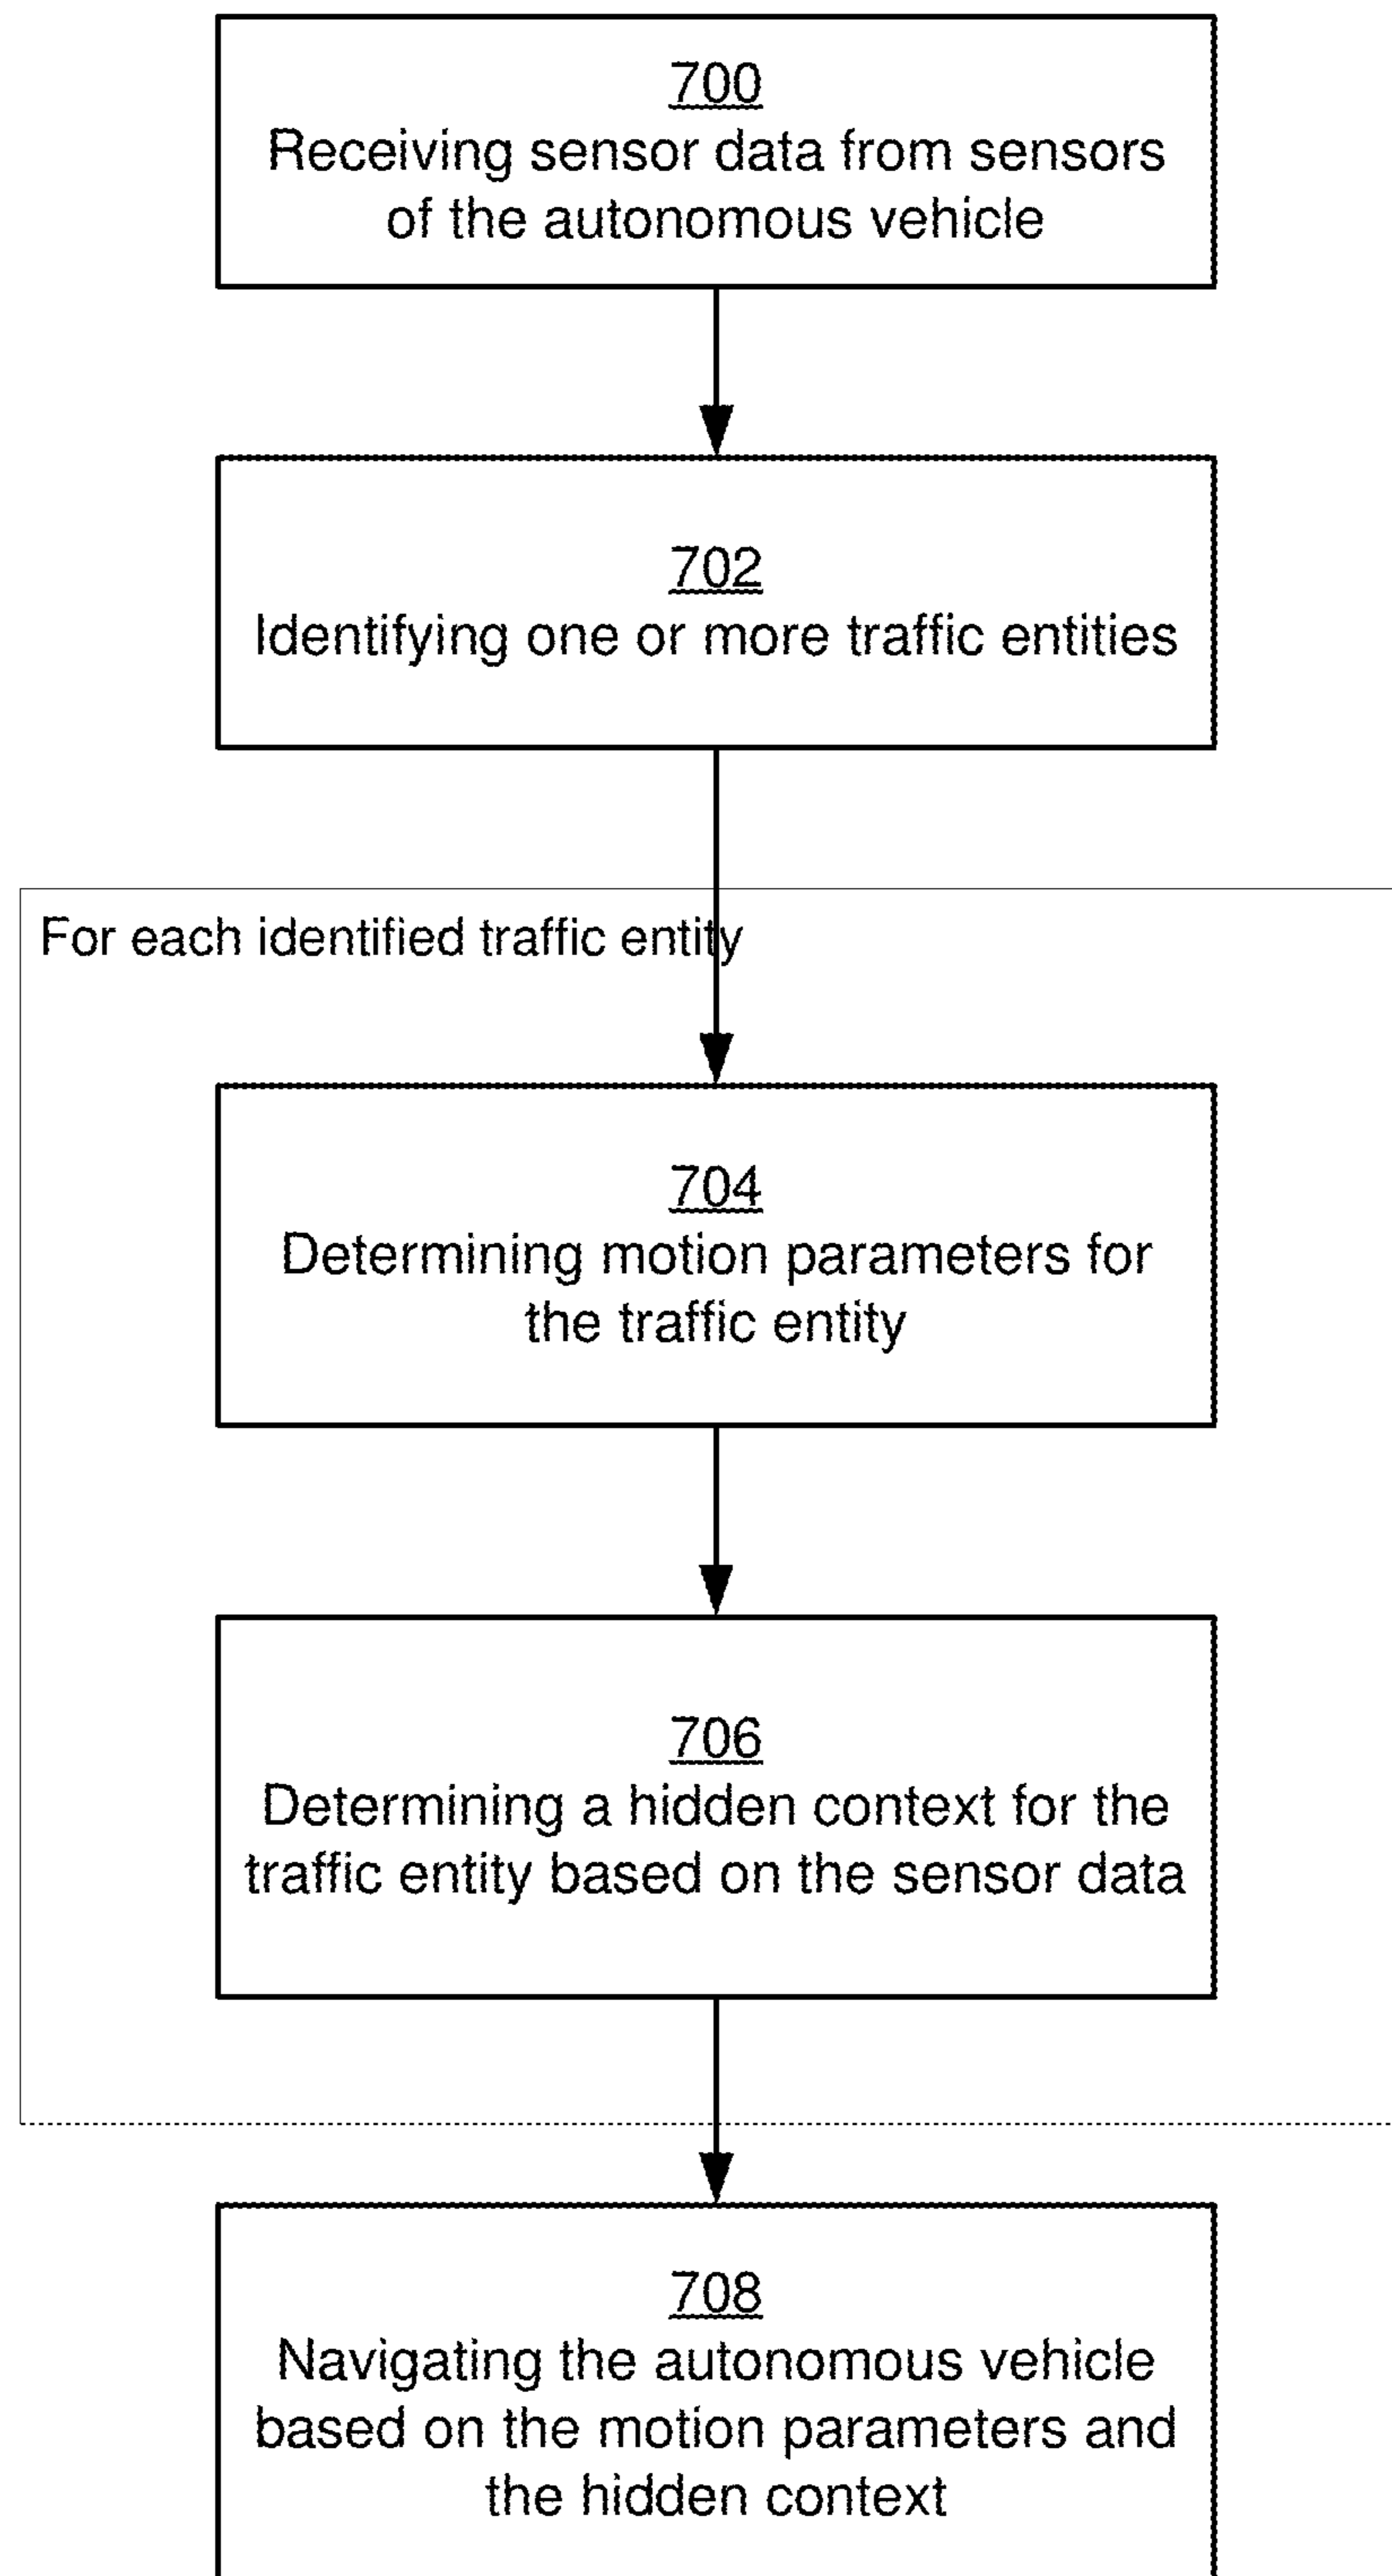 700
Receiving sensor data from sensors
of the autonomous vehicle
702
Identifying one or more traffic entities
For each identified traffic entity
704
Determining motion parameters for
the traffic entity
706
Determining a hidden context for the
traffic entity based on the sensor data
708
Navigating the autonomous vehicle
based on the motion parameters and
the hidden context